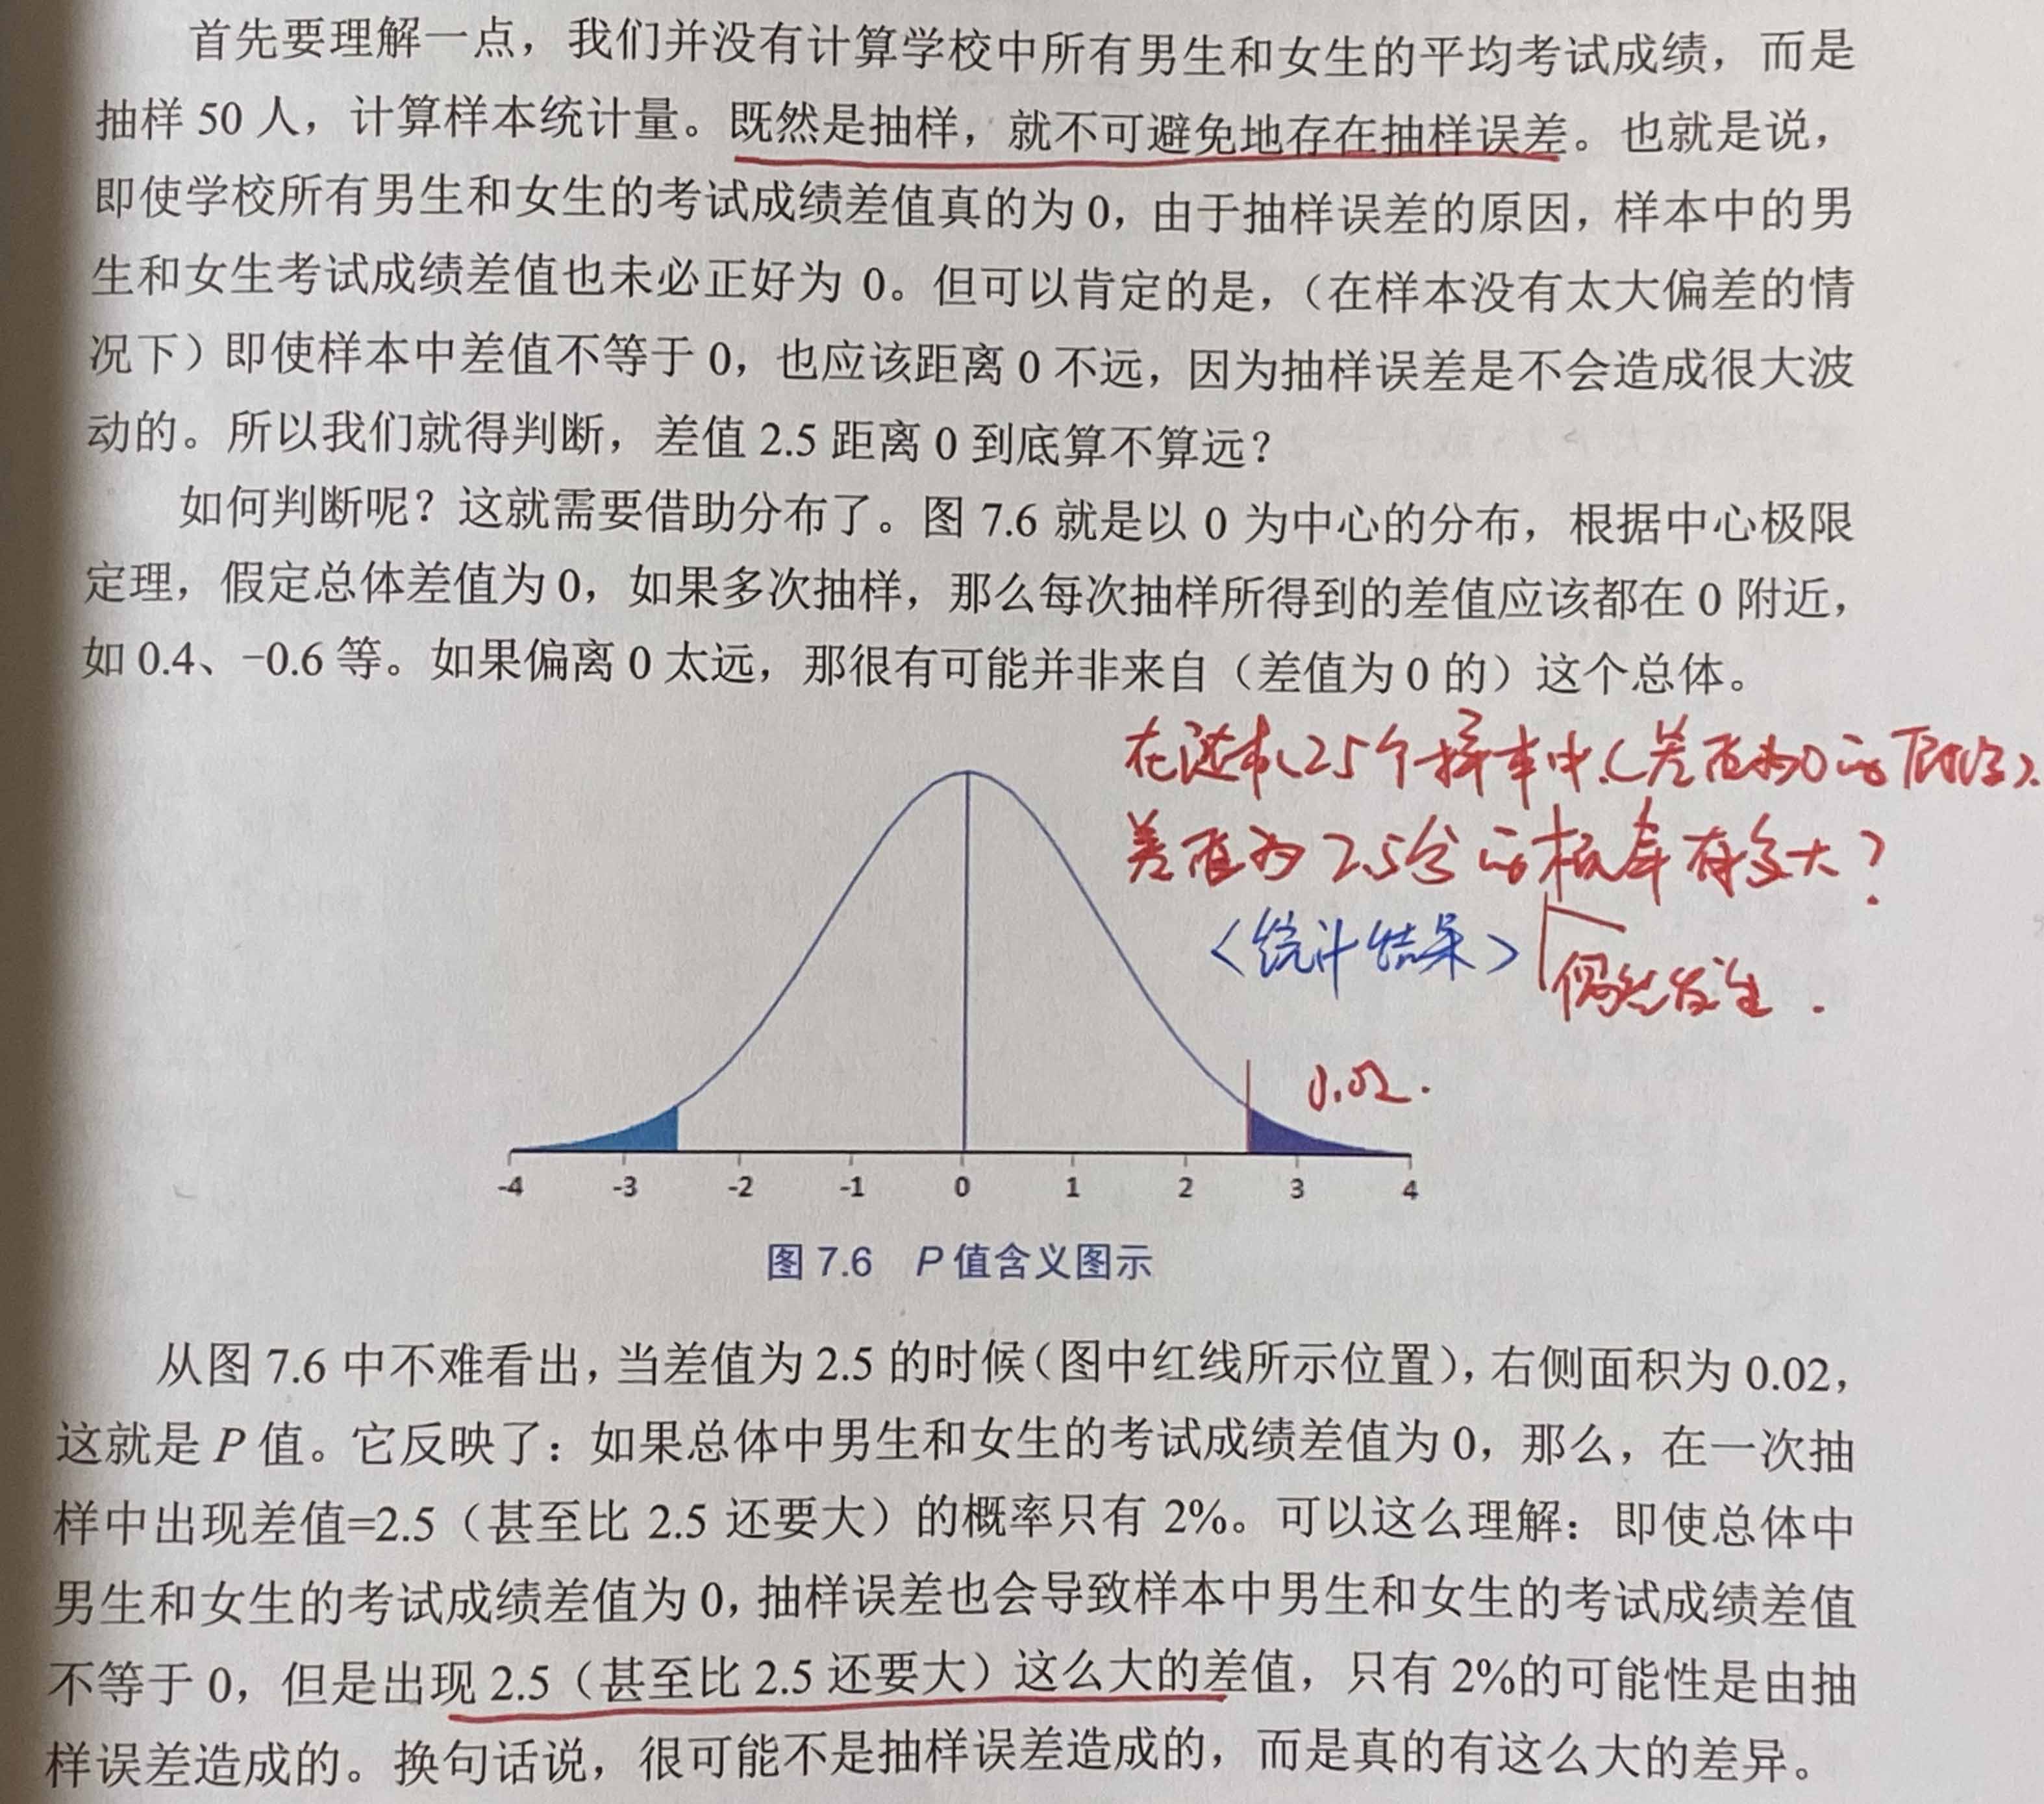 首先要理解一点，我们并没有计算学校中所有男生和女生的平均考试成绩，而是
抽样 50 人，计算样本统计量。既然是抽样，就不可避免地存在抽样误差。也就是说，
即使学校所有男生和女生的考试成绩差值真的为 0，由于抽样误差的原因，样本中的男
生和女生考试成绩差值也未必正好为 0。但可以肯定的是，（在样本没有太大偏差的情
况下）即使样本中差值不等于 0，也应该距离 0 不远，因为抽样误差是不会造成很大波
动的。所以我们就得判断，差值 2.5 距离 0 到底算不算远？
如何判断呢？这就需要借助分布了。图 7.6 就是以 0 为中心的分布，根据中心极限
定理，假定总体差值为 0，如果多次抽样，那么每次抽样所得到的差值应该都在 0 附近，
如 0.4、-0.6 等。如果偏离 0 太远，那很有可能并非来自（差值为 0 的）这个总体。
在这25个样本中（差值为0的
差值为2.5分的概率有多大？
<统计结果>
偶然发生.
0.02.
-4 -3 -2 -1 0 1 2 3 4
图 7.6 P 值含义图示
从图 7.6 中不难看出，当差值为 2.5 的时候（图中红线所示位置），右侧面积为 0.02，
这就是 P 值。它反映了：如果总体中男生和女生的考试成绩差值为 0，那么，在一次抽
样中出现差值=2.5（甚至比 2.5 还要大）的概率只有 2%。可以这么理解：即使总体中
男生和女生的考试成绩差值为 0，抽样误差也会导致样本中男生和女生的考试成绩差值
不等于 0，但是出现 2.5（甚至比 2.5 还要大）这么大的差值，只有 2%的可能性是由抽
样误差造成的。换句话说，很可能不是抽样误差造成的，而是真的有这么大的差异。